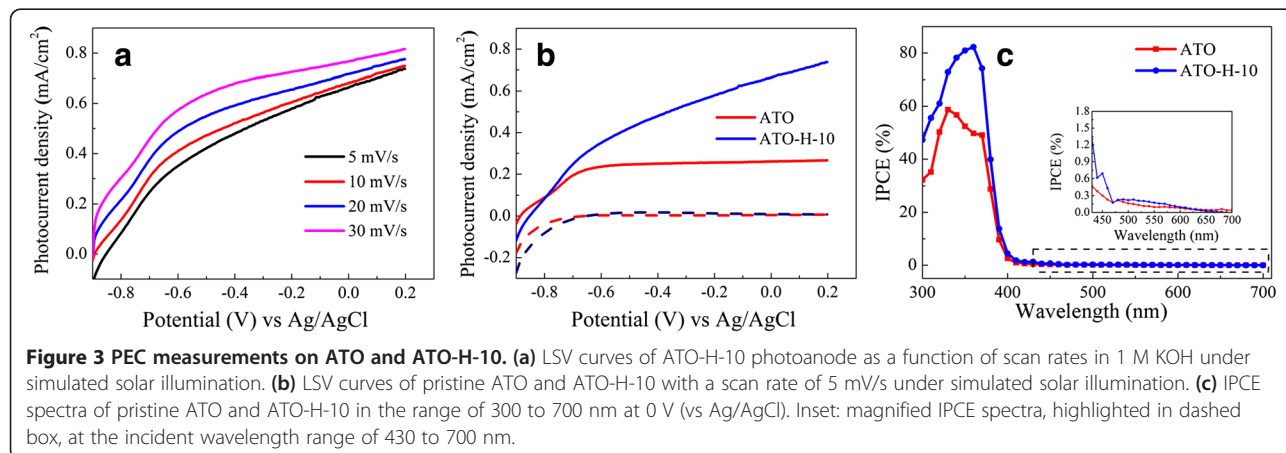 a
Photocurrent density (mA/cm²)
0.8
0.6
0.4
0.2
0.0
5 mV/s
10 mV/s
20 mV/s
30 mV/s
-0.8 -0.6 -0.4 -0.2 0.0 0.2
Potential (V) vs Ag/AgCl
b
Photocurrent density (mA/cm²)
0.8
0.6
0.4
0.2
0.0
-0.2
ATO
ATO-H-10
-0.8 -0.6 -0.4 -0.2 0.0 0.2
Potential (V) vs Ag/AgCl
c
IPCE (%)
80
60
40
20
0
ATO
ATO-H-10
IPCE (%)
1.8
1.5
1.2
0.9
0.6
0.3
0.0
450 500 550 600 650 700
Wavelength (nm)
300 400 500 600 700
Wavelength (nm)
Figure 3 PEC measurements on ATO and ATO-H-10. (a) LSV curves of ATO-H-10 photoanode as a function of scan rates in 1 M KOH under
simulated solar illumination. (b) LSV curves of pristine ATO and ATO-H-10 with a scan rate of 5 mV/s under simulated solar illumination. (c) IPCE
spectra of pristine ATO and ATO-H-10 in the range of 300 to 700 nm at 0 V (vs Ag/AgCl). Inset: magnified IPCE spectra, highlighted in dashed
box, at the incident wavelength range of 430 to 700 nm.